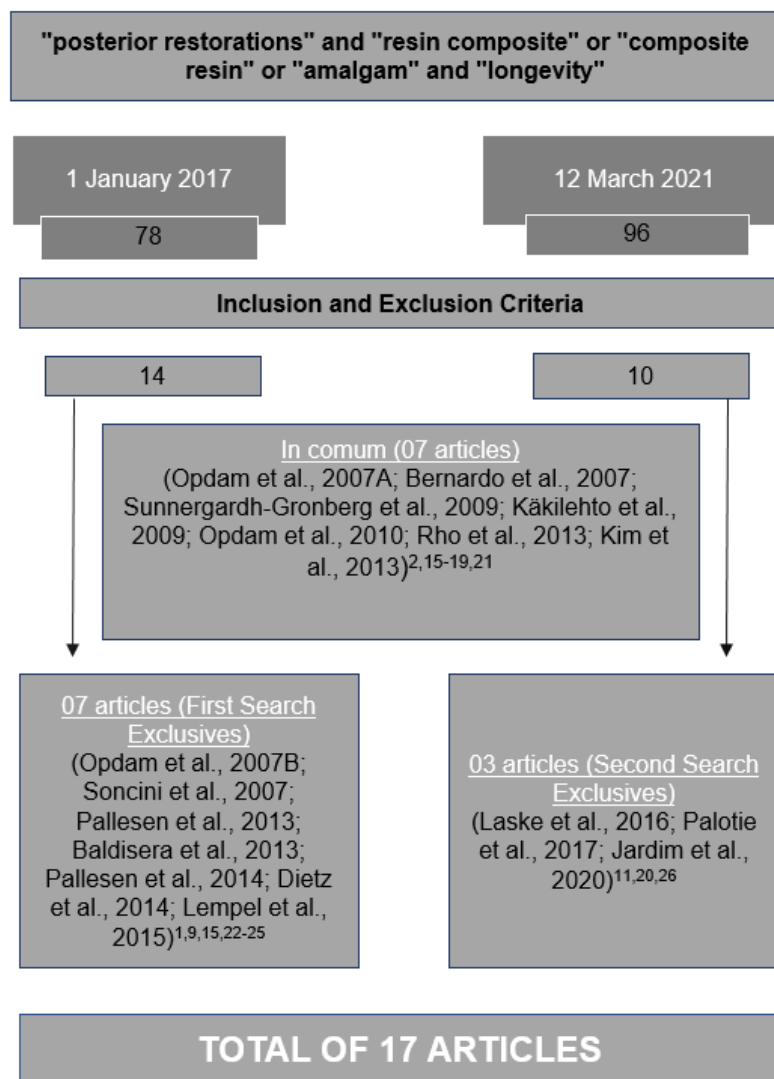 "posterior restorations" and "resin composite" or "composite
resin" or "amalgam" and "longevity"
1 January 2017
78
12 March 2021
96
Inclusion and Exclusion Criteria
14
10
In comum (07 articles)
(Opdam et al., 2007A; Bernardo et al., 2007;
Sunnergardh-Gronberg et al., 2009; Käkilehto et al.,
2009; Opdam et al., 2010; Rho et al., 2013; Kim et
al., 2013)2,15-19,21
07 articles (First Search
Exclusives)
(Opdam et al., 2007B;
Soncini et al., 2007;
Pallesen et al., 2013;
Baldisera et al., 2013;
Pallesen et al., 2014; Dietz
et al., 2014; Lempel et al.,
2015)1,9,15,22-25
03 articles (Second Search
Exclusives)
(Laske et al., 2016; Palotie
et al., 2017; Jardim et al.,
2020)11,20,26
TOTAL OF 17 ARTICLES